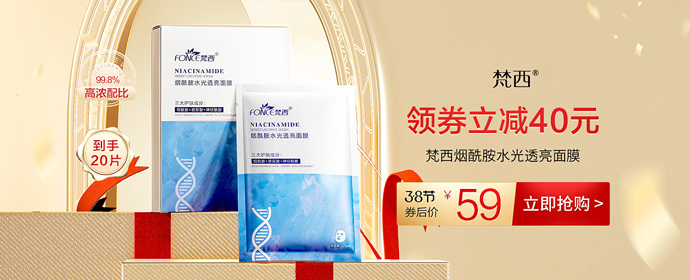 99.8%
高浓配比
到手
20片
FONCE梵西®
NIACINAMIDE
MOISTURIZING MASK
烟酰胺水光透亮面膜
三大护肤成分:
FONCE梵西®
NIACINAMIDE
MOISTURIZING MASK
烟酰胺水光透亮面膜
三大护肤成分:
梵西®
领券立减40元
梵西烟酰胺水光透亮面膜
38节
券后价
¥59
立即抢购 >